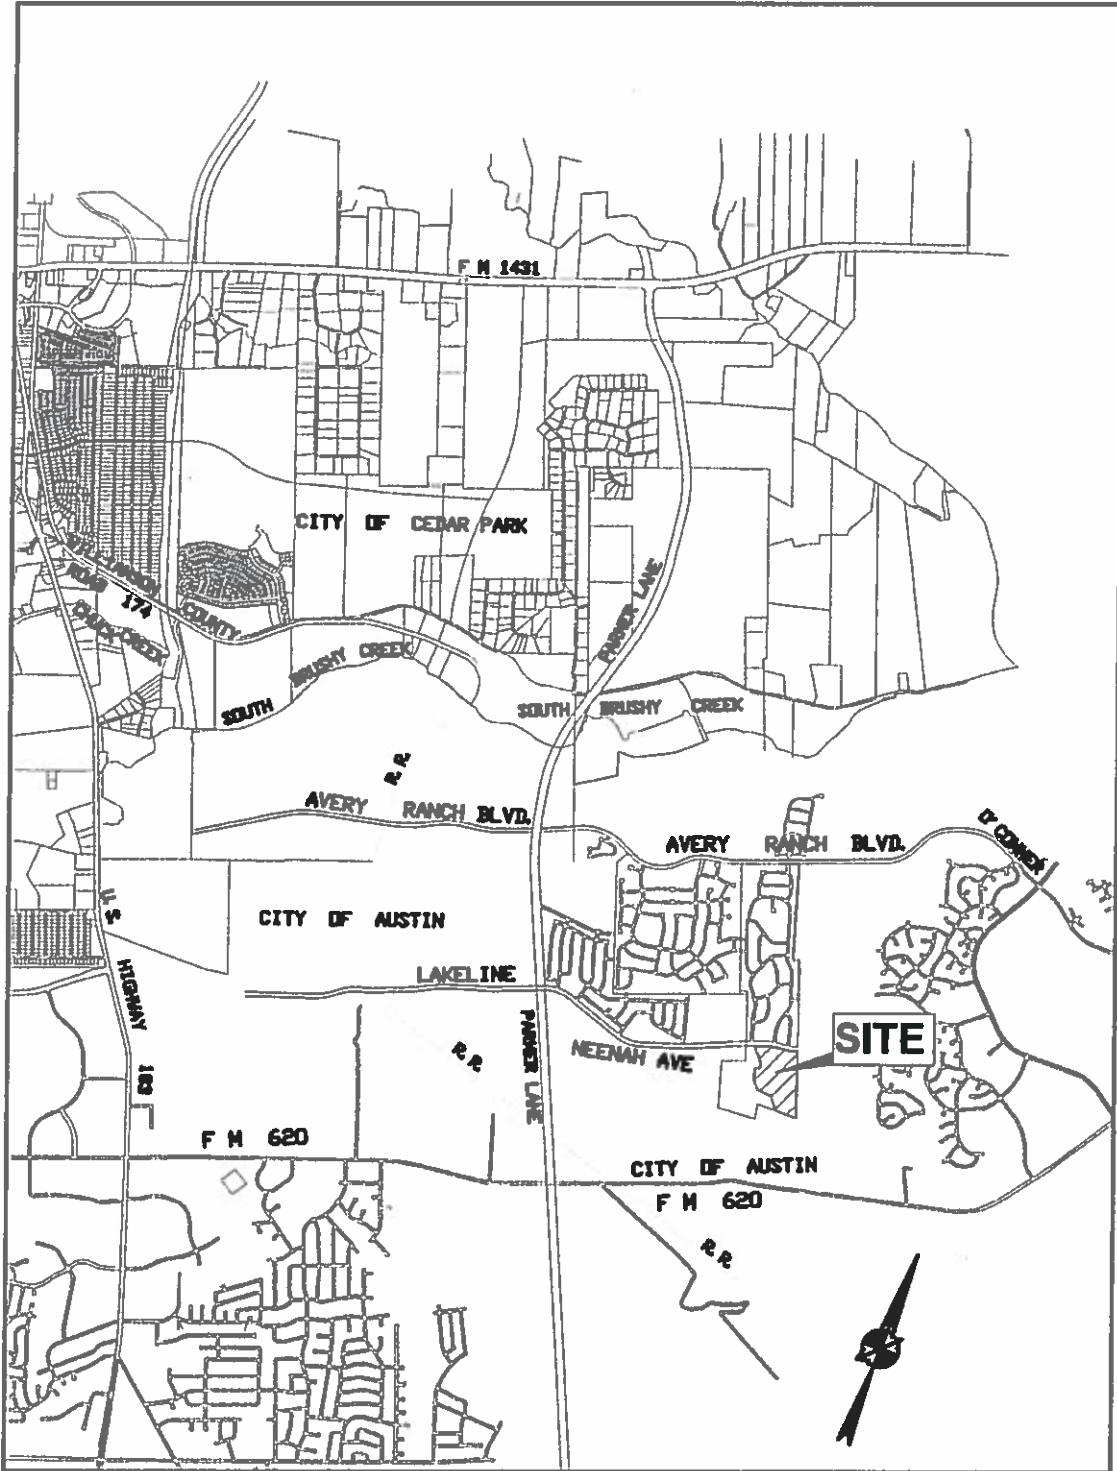 F M 1431
CITY OF CEDAR PARK
WILLIAMSON
ROAD 174
COUNTY
CHUCK CREEK
PARMER LANE
SOUTH BRUSHY CREEK
SOUTH BRUSHY CREEK
R. R.
AVERY RANCH BLVD.
AVERY RANCH BLVD.
CITY OF AUSTIN
LAKELINE
HIGHWAY 183
PARMER LANE
R. R.
NEENAH AVE
SITE
F M 620
CITY OF AUSTIN
F M 620
R. R.